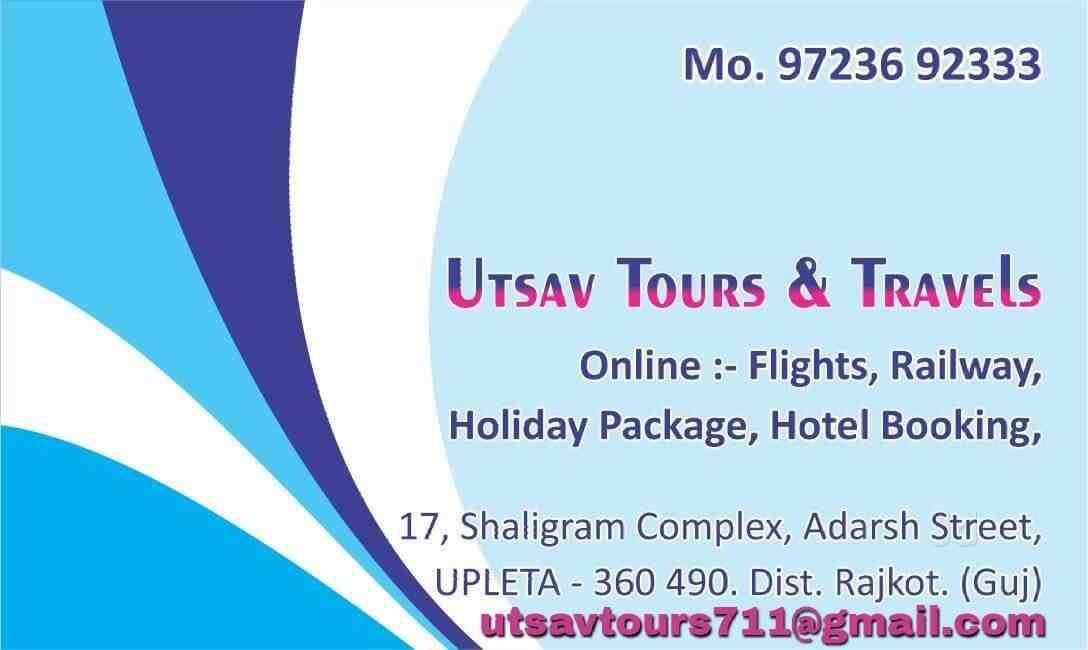 Mo. 97236 92333
UTSAV TOURS & TRAVELS
Online :- Flights, Railway,
Holiday Package, Hotel Booking,
17, Shaligram Complex, Adarsh Street,
UPLETA - 360 490. Dist. Rajkot. (Guj)
utsavtours711@gmail.com